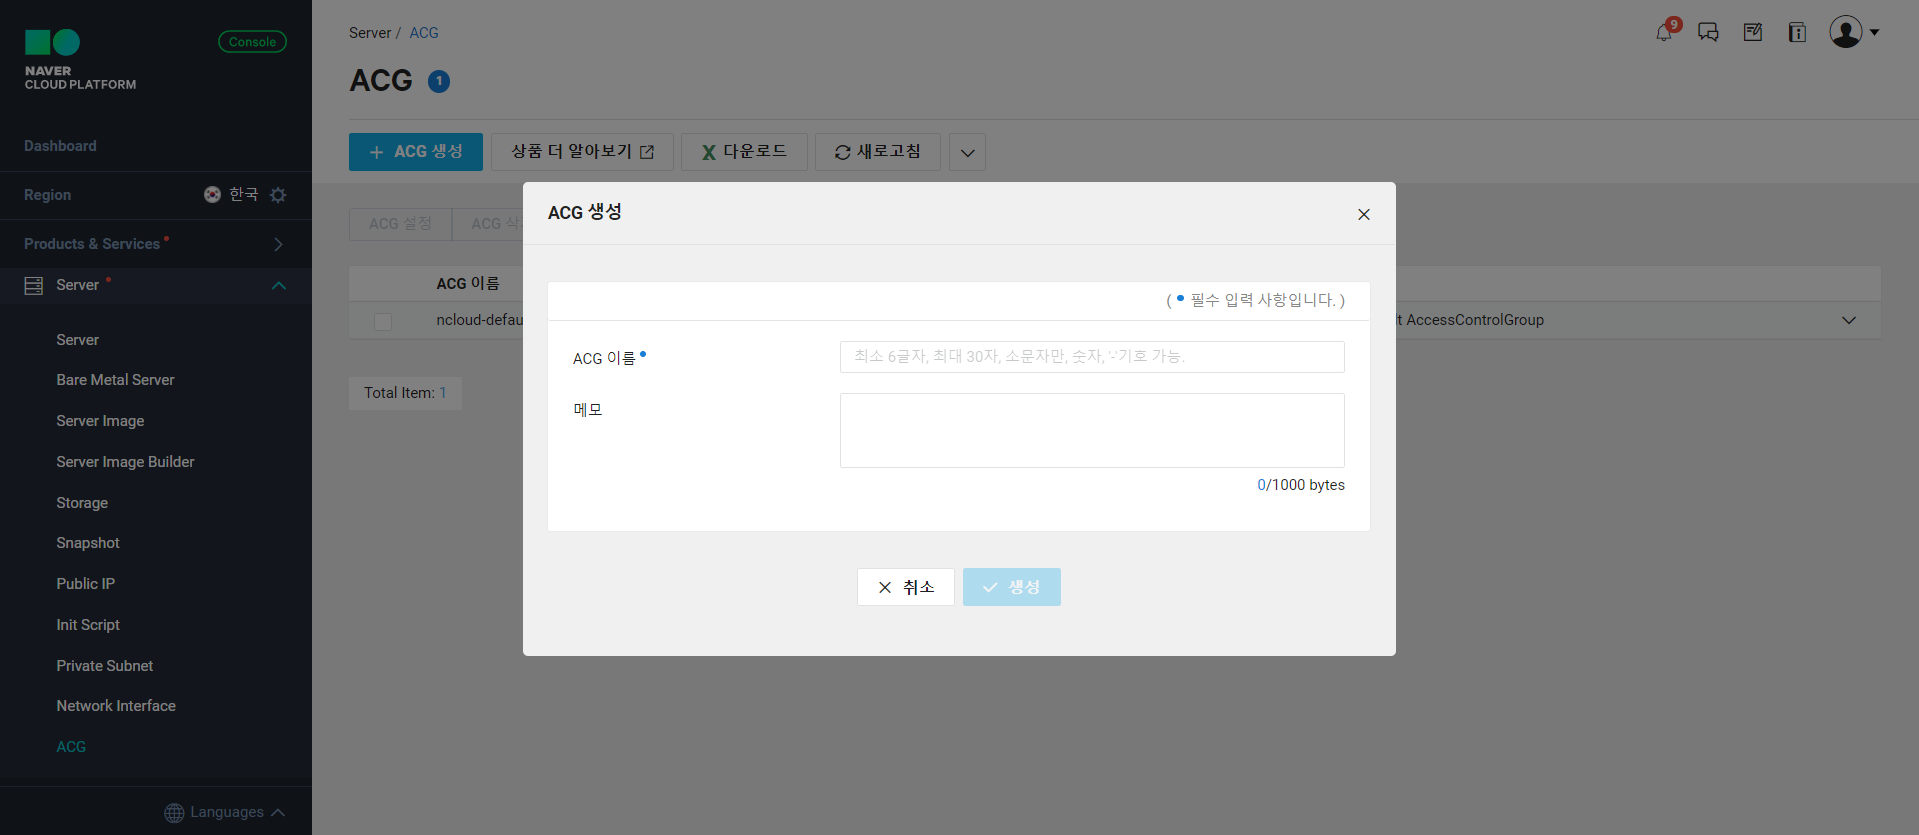 NAVER
CLOUD PLATFORM
Console
Dashboard
Region 한국
Products & Services
Server
Server
Bare Metal Server
Server Image
Server Image Builder
Storage
Snapshot
Public IP
Init Script
Private Subnet
Network Interface
ACG
Languages
Server / ACG
9
ACG 1
+ ACG 생성
상품 더 알아보기
X 다운로드
새로고침
ACG 설정
ACG
ACG 이름
ncloud-defau
lt AccessControlGroup
Total Item: 1
ACG 생성
( • 필수 입력 사항입니다. )
ACG 이름 •
최소 6글자, 최대 30자, 소문자만, 숫자, '-'기호 가능.
메모
0/1000 bytes
취소
생성